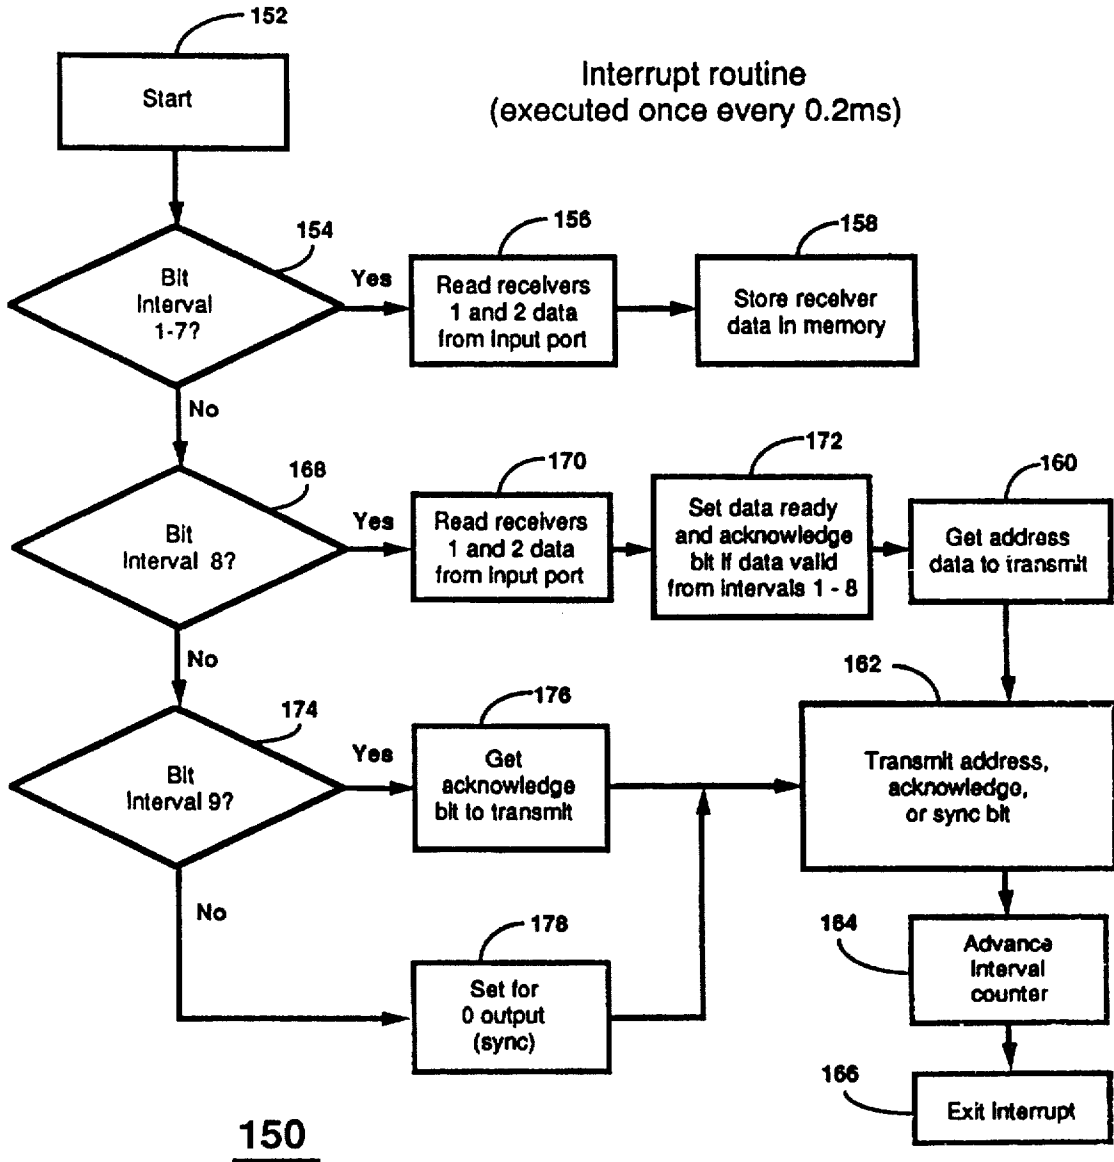 152
Start
Interrupt routine
(executed once every 0.2ms)
154
Bit
Interval
1-7?
Yes
156
Read receivers
1 and 2 data
from input port
158
Store receiver
data in memory
No
168
Bit
Interval 8?
Yes
170
Read receivers
1 and 2 data
from input port
172
Set data ready
and acknowledge
bit if data valid
from intervals 1 - 8
160
Get address
data to transmit
No
174
Bit
Interval 9?
Yes
176
Get
acknowledge
bit to transmit
162
Transmit address,
acknowledge,
or sync bit
No
178
Set for
0 output
(sync)
164
Advance
Interval
counter
166
Exit Interrupt
150